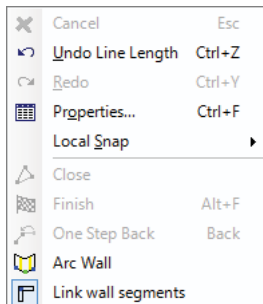 Cancel Esc
Undo Line Length Ctrl+Z
Redo Ctrl+Y
Properties... Ctrl+F
Local Snap
Close
Finish Alt+F
One Step Back Back
Arc Wall
Link wall segments